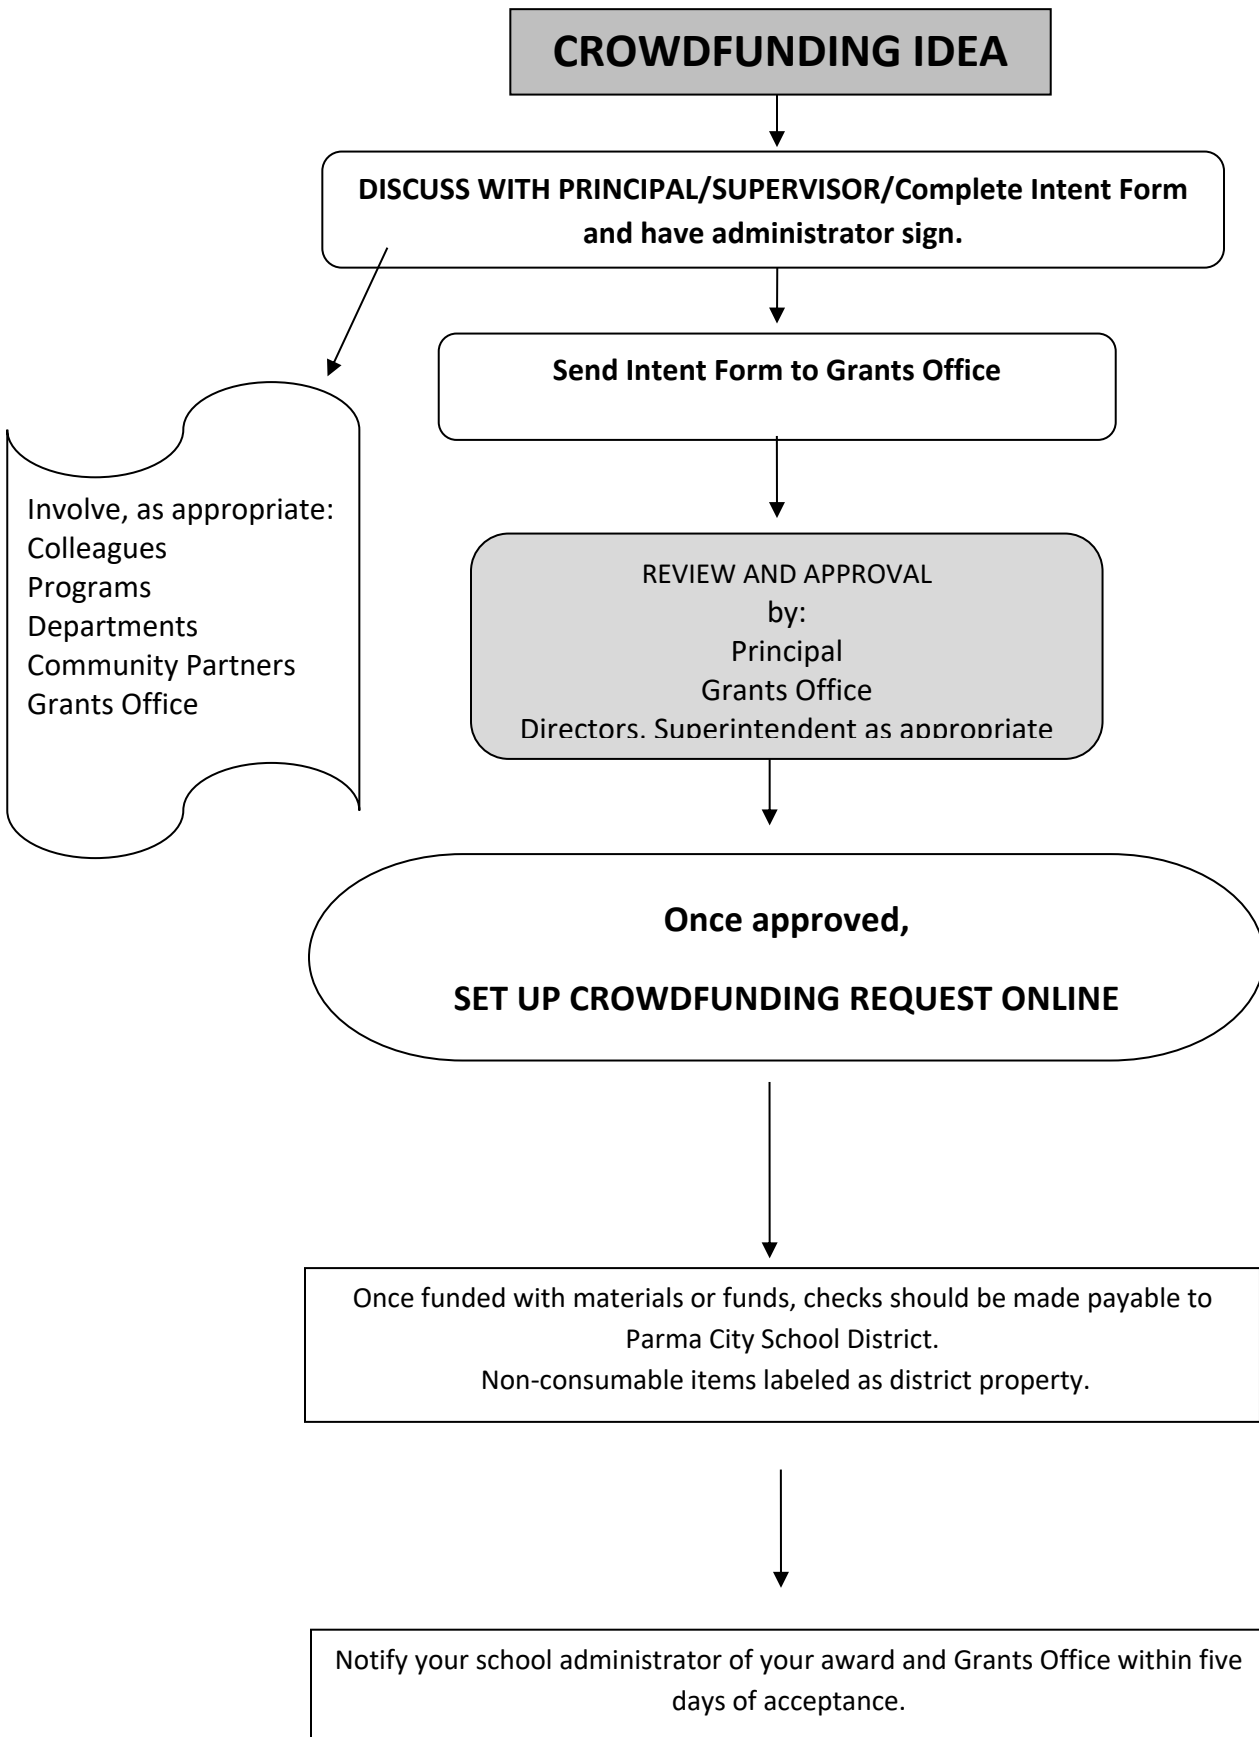 CROWDFUNDING IDEA
DISCUSS WITH PRINCIPAL/SUPERVISOR/Complete Intent Form
and have administrator sign.
Send Intent Form to Grants Office
Involve, as appropriate:
Colleagues
Programs
Departments
Community Partners
Grants Office
REVIEW AND APPROVAL
by:
Principal
Grants Office
Directors, Superintendent as appropriate
Once approved,
SET UP CROWDFUNDING REQUEST ONLINE
Once funded with materials or funds, checks should be made payable to
Parma City School District.
Non-consumable items labeled as district property.
Notify your school administrator of your award and Grants Office within five
days of acceptance.